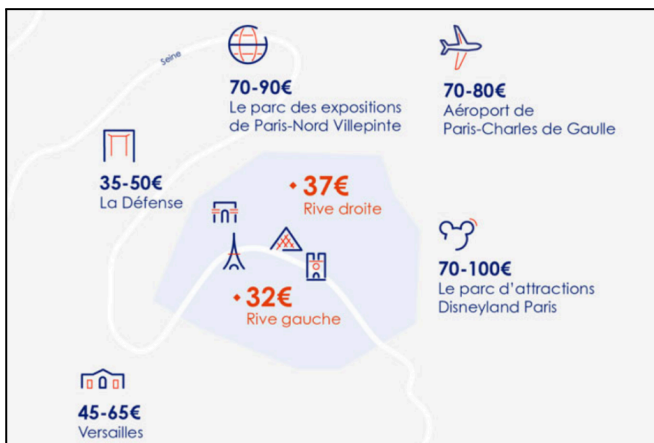 Seine
70-90€
Le parc des expositions
de Paris-Nord Villepinte
70-80€
Aéroport de
Paris-Charles de Gaulle
35-50€
La Défense
37€
Rive droite
70-100€
Le parc d'attractions
Disneyland Paris
32€
Rive gauche
45-65€
Versailles